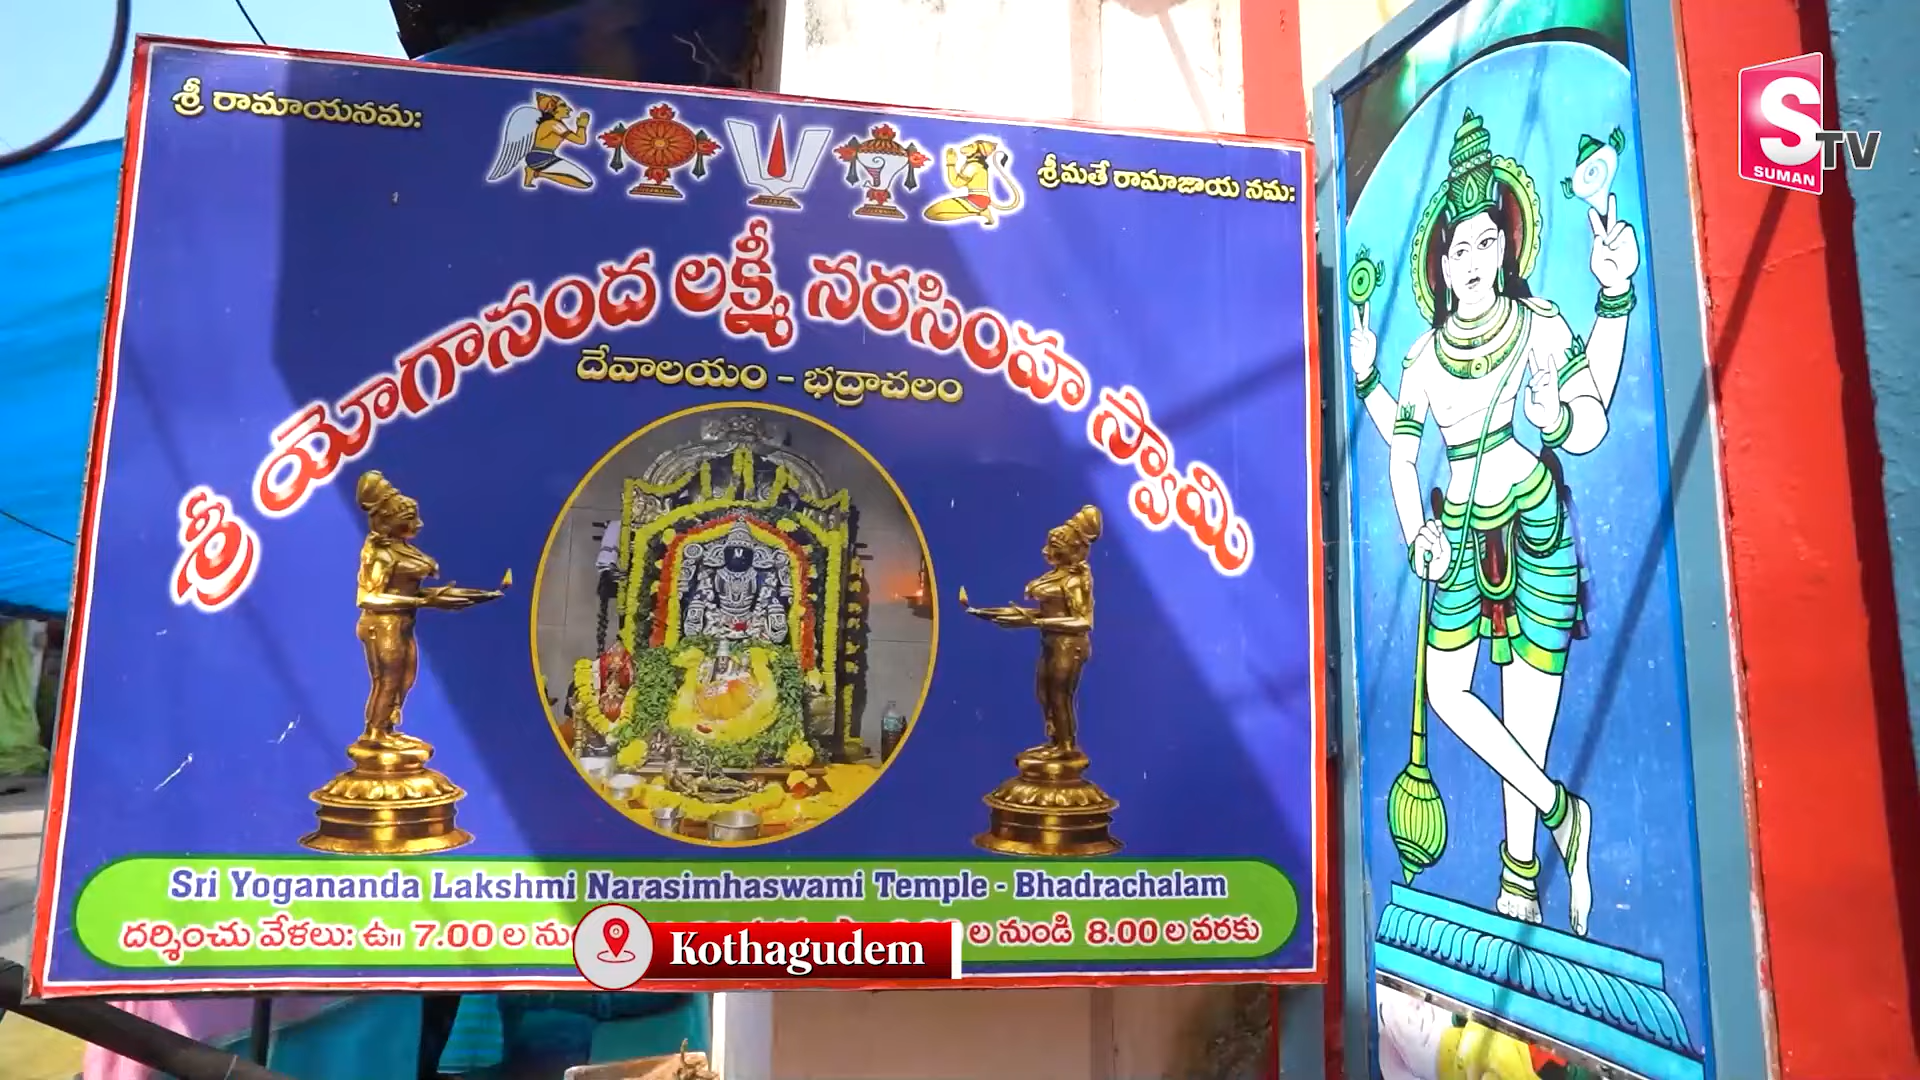 శ్రీ రామాయనమః
శ్రీమతే రామానుజాయ నమః
శ్రీ యోగానంద లక్ష్మీ నరసింహ స్వామి
దేవాలయం - భద్రాచలం
Sri Yogananda Lakshmi Narasimhaswami Temple - Bhadrachalam
దర్శించు వేళలు: ఉ॥ 7.00 ల ల నుండి 8.00 ల వరకు
Kothagudem
S TV
SUMAN